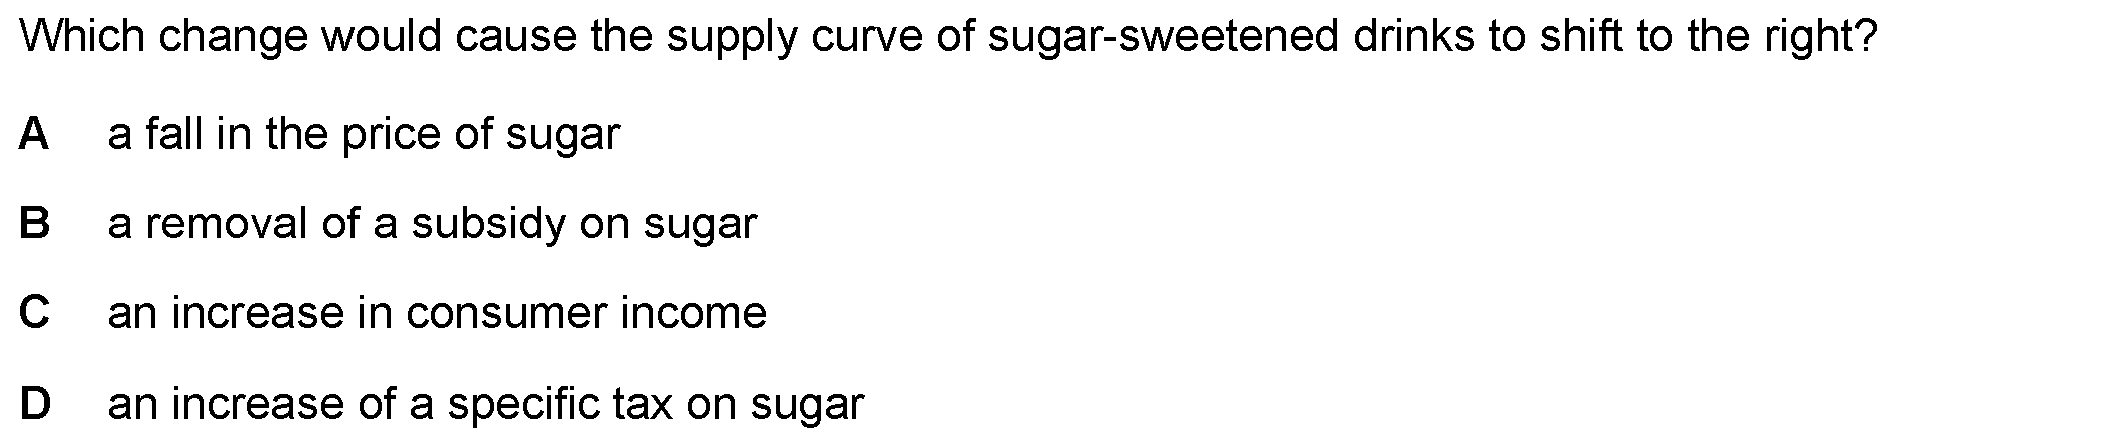 Which change would cause the supply curve of sugar-sweetened drinks to shift to the right?
A a fall in the price of sugar
B a removal of a subsidy on sugar
C an increase in consumer income
D an increase of a specific tax on sugar